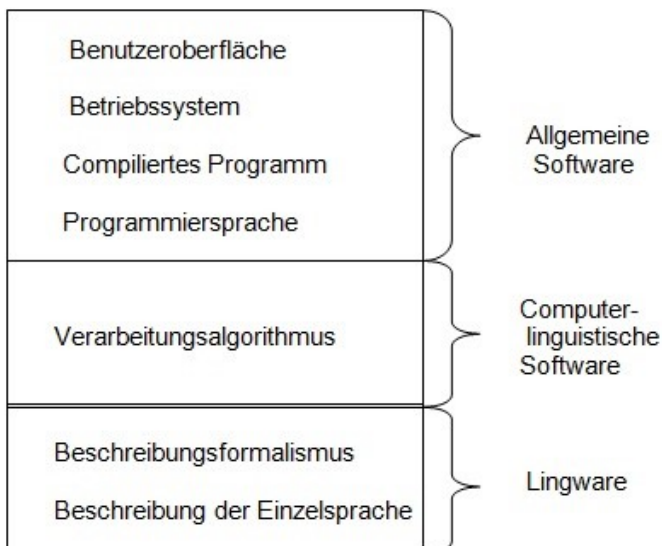 Benutzeroberfläche
Betriebssystem
Compiliertes Programm
Programmiersprache
Allgemeine
Software
Verarbeitungsalgorithmus
Computer-
linguistische
Software
Beschreibungsformalismus
Beschreibung der Einzelsprache
Lingware